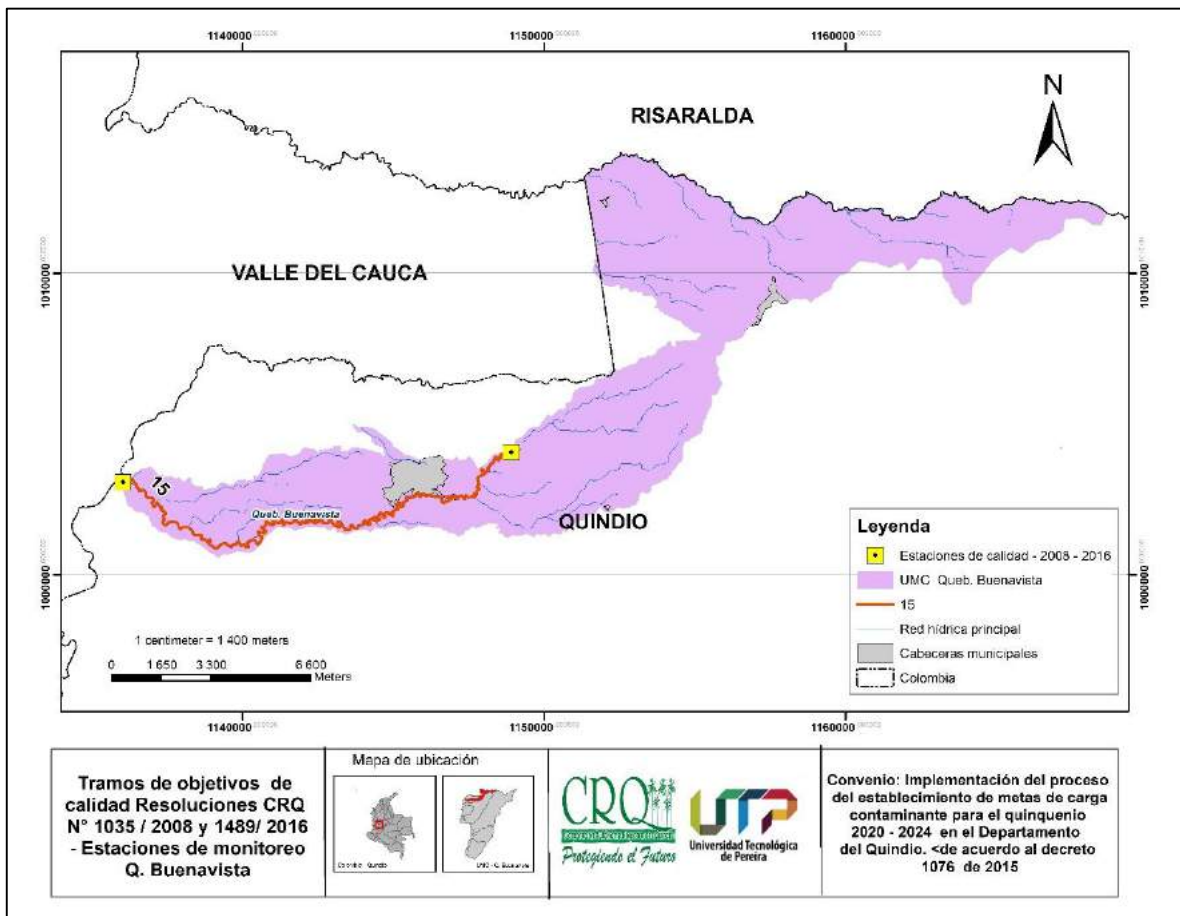 1140000
1150000
1160000
N
RISARALDA
VALLE DEL CAUCA
1010000
1010000
15
Queb. Buenavista
QUINDIO
1000000
1000000
Leyenda
Estaciones de calidad - 2008 - 2016
UMC Queb. Buenavista
15
Red hídrica principal
Cabeceras municipales
Colombia
1 centimeter = 1 400 meters
0 1 650 3 300 6 600
Meters
1140000
1150000
1160000
Tramos de objetivos de
calidad Resoluciones CRQ
N° 1035 / 2008 y 1489/ 2016
- Estaciones de monitoreo
Q. Buenavista
Mapa de ubicación
Colombia - Quindio
UMC - Q. Buenavista
CRQ
Protegiendo el Futuro
UTP
Universidad Tecnológica
de Pereira
Convenio: Implementación del proceso
del establecimiento de metas de carga
contaminante para el quinquenio
2020 - 2024 en el Departamento
del Quindio. <de acuerdo al decreto
1076 de 2015